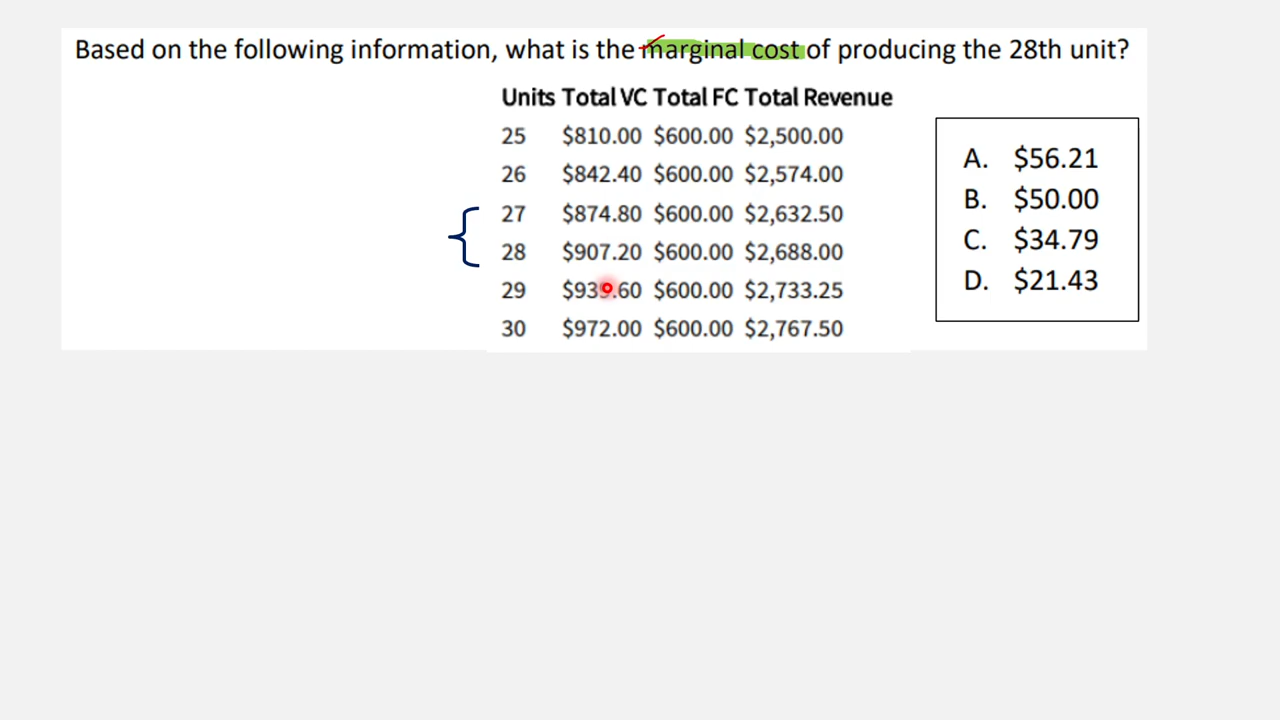 Based on the following information, what is the marginal cost of producing the 28th unit?
Units Total VC Total FC Total Revenue
25 $810.00 $600.00 $2,500.00
26 $842.40 $600.00 $2,574.00
27 $874.80 $600.00 $2,632.50
28 $907.20 $600.00 $2,688.00
29 $939.60 $600.00 $2,733.25
30 $972.00 $600.00 $2,767.50
A. $56.21
B. $50.00
C. $34.79
D. $21.43